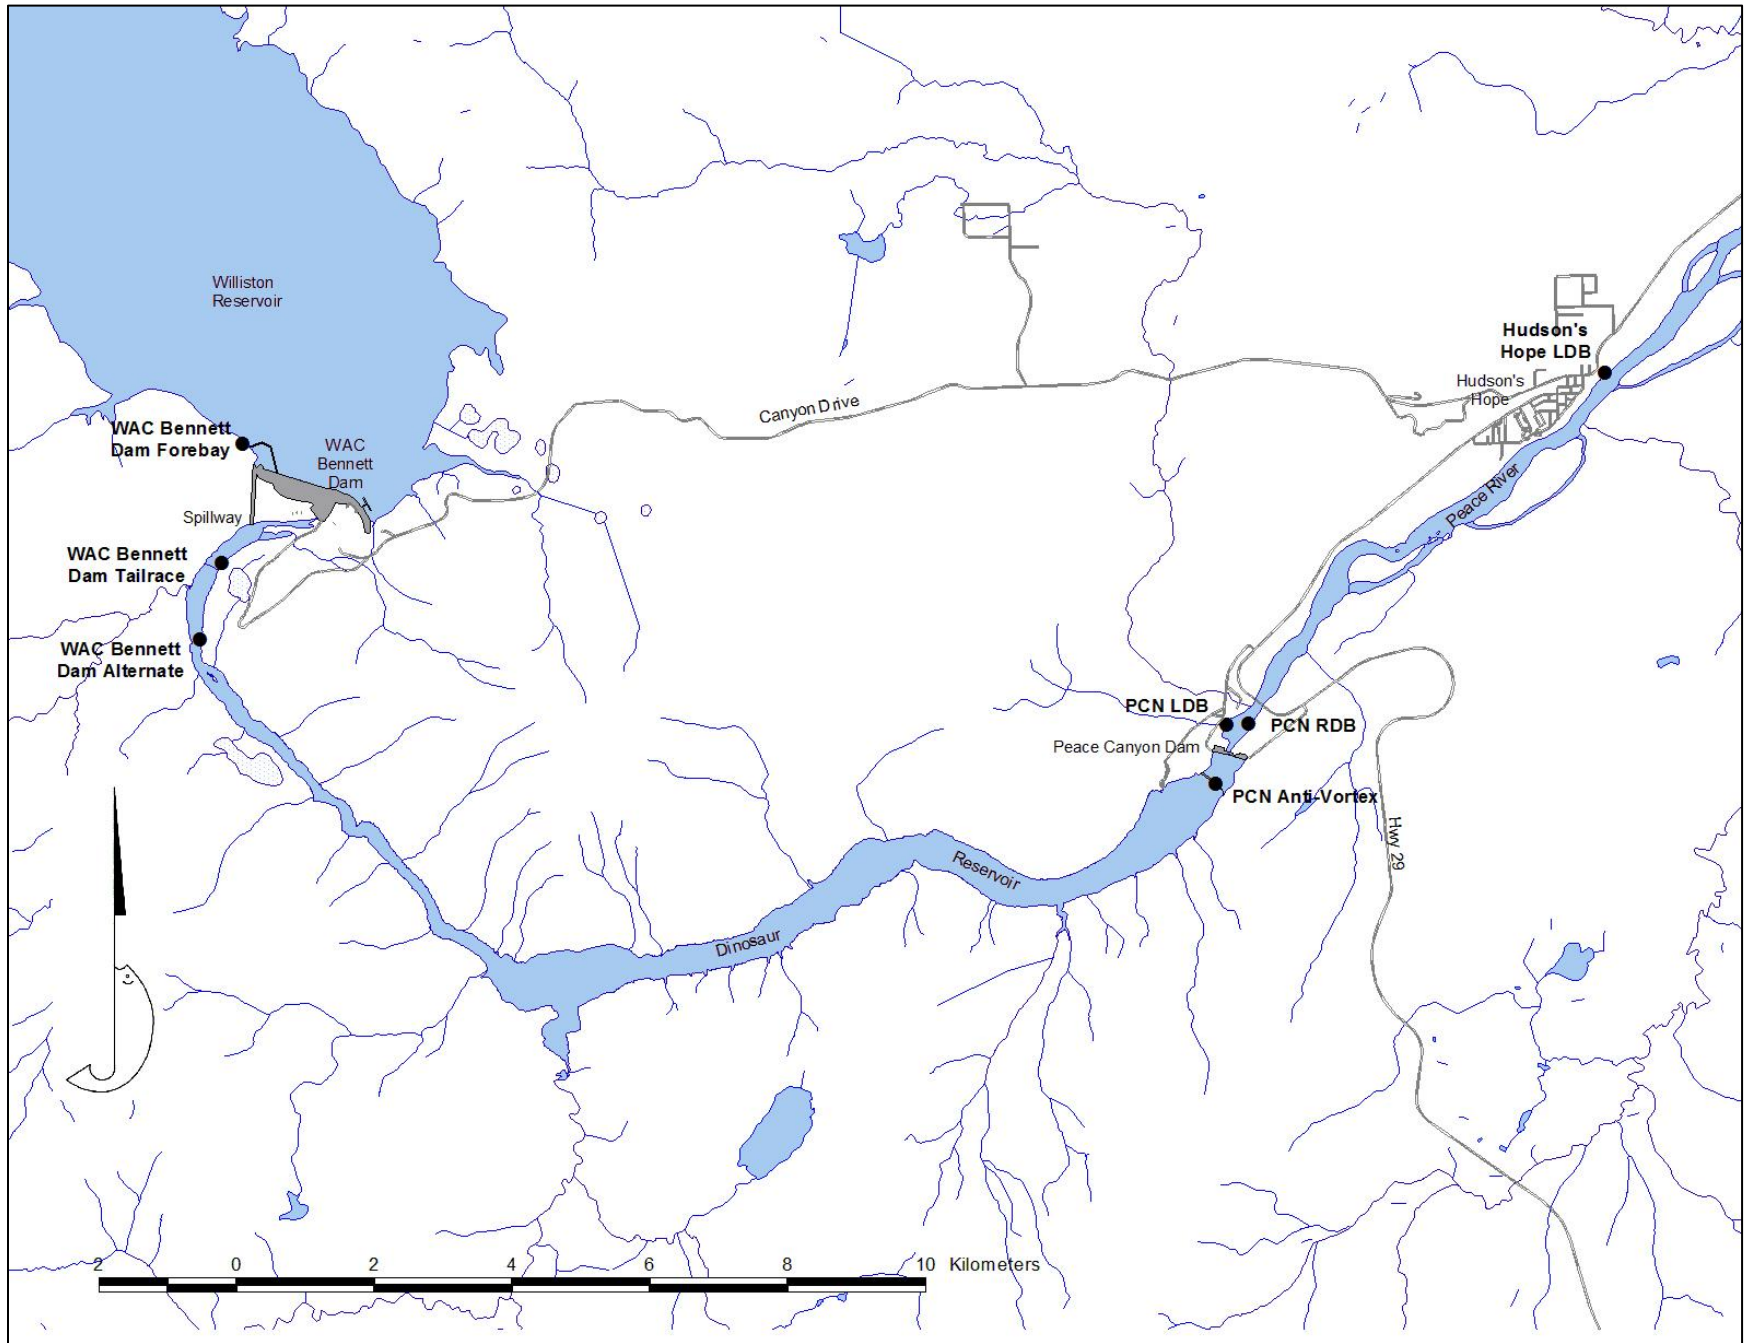 Williston
Reservoir
Hudson's
Hope LDB
Hudson's
Hope
Canyon Drive
WAC Bennett
Dam Forebay
WAC
Bennett
Dam
Spillway
Peace River
WAC Bennett
Dam Tailrace
WAC Bennett
Dam Alternate
PCN LDB
PCN RDB
Peace Canyon Dam
PCN Anti-Vortex
Hwy 29
Reservoir
Dinosaur
2 0 2 4 6 8 10 Kilometers